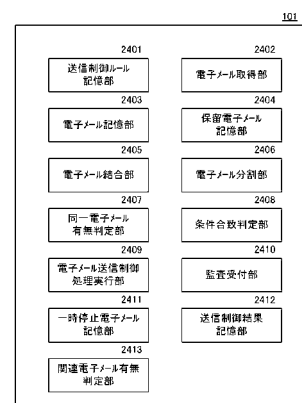 101
2401
送信制御ルール
記憶部
2402
電子メール取得部
2403
電子メール記憶部
2404
保留電子メール
記憶部
2405
電子メール結合部
2406
電子メール分割部
2407
同一電子メール
有無判定部
2408
条件合致判定部
2409
電子メール送信制御
処理実行部
2410
監査受付部
2411
一時停止電子メール
記憶部
2412
送信制御結果
記憶部
2413
関連電子メール有無
判定部